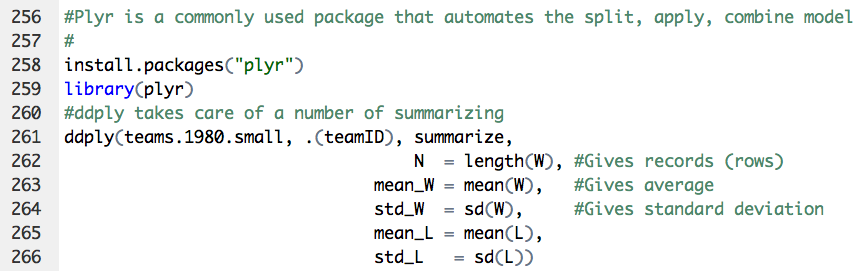 256 #Plyr is a commonly used package that automates the split, apply, combine model
257 #
258 install.packages("plyr")
259 library(plyr)
260 #ddply takes care of a number of summarizing
261 ddply(teams.1980.small, .(teamID), summarize,
262 N = length(W), #Gives records (rows)
263 mean_W = mean(W), #Gives average
264 std_W = sd(W), #Gives standard deviation
265 mean_L = mean(L),
266 std_L = sd(L))